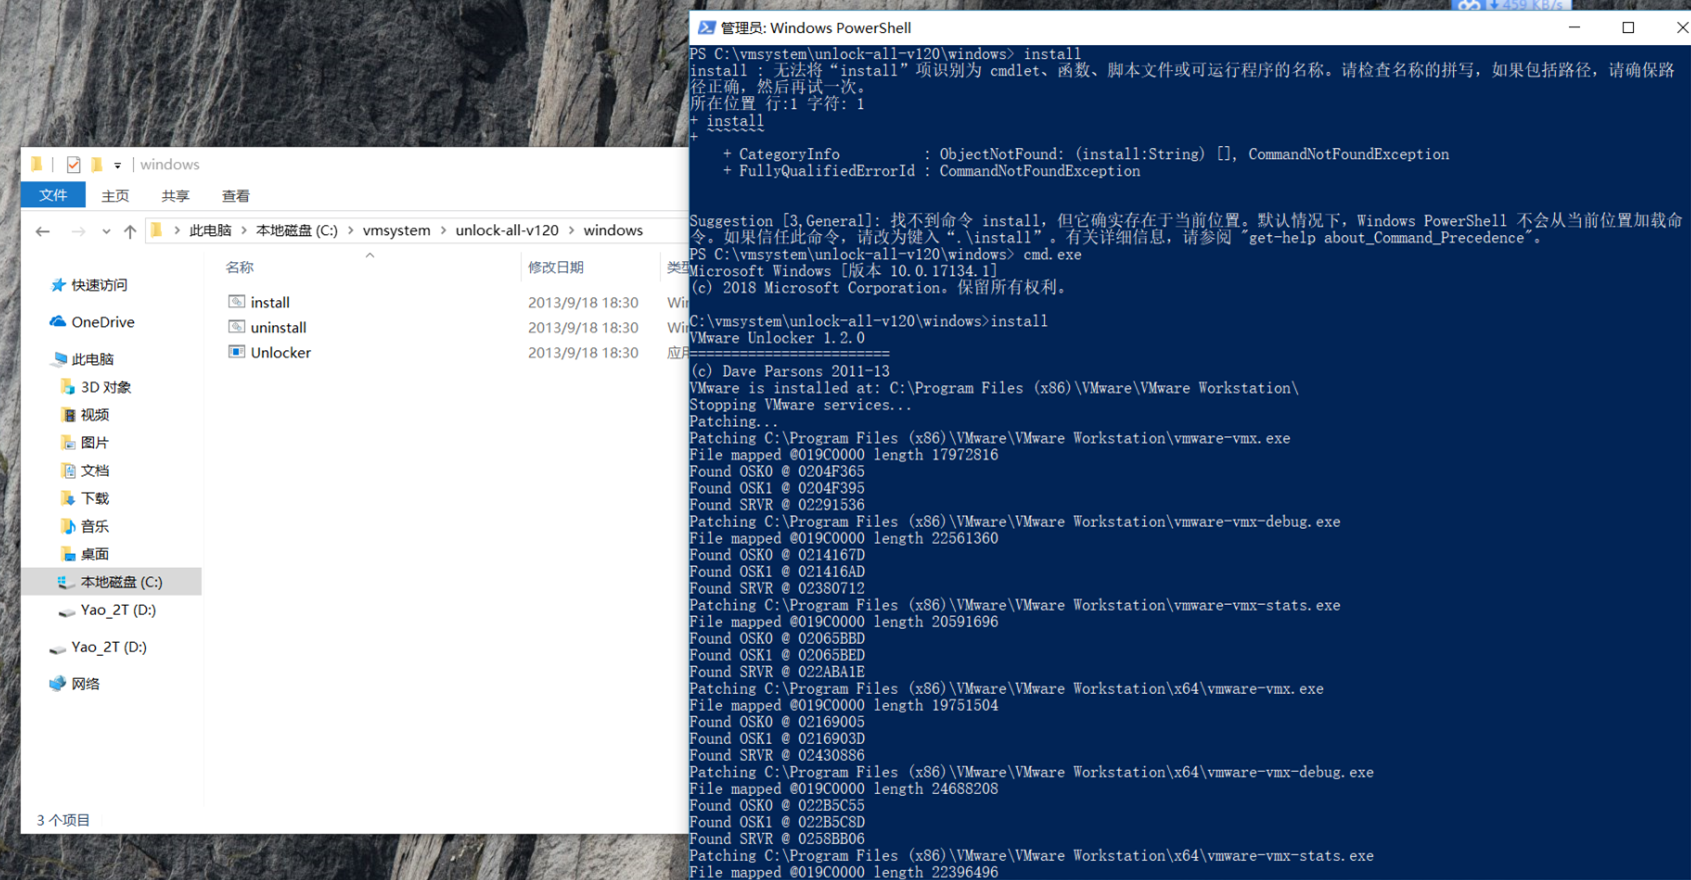 459 KB/s
管理员: Windows PowerShell
PS C:\vmsystem\unlock-all-v120\windows> install
install : 无法将“install”项识别为 cmdlet、函数、脚本文件或可运行程序的名称。请检查名称的拼写，如果包括路径，请确保路
径正确，然后再试一次。
所在位置 行:1 字符: 1
+ install
+ ~~~~~~~
+ CategoryInfo : ObjectNotFound: (install:String) [], CommandNotFoundException
+ FullyQualifiedErrorId : CommandNotFoundException
Suggestion [3,General]: 找不到命令 install，但它确实存在于当前位置。默认情况下，Windows PowerShell 不会从当前位置加载命
令。如果信任此命令，请改为键入“.\install”。有关详细信息，请参阅 "get-help about_Command_Precedence"。
PS C:\vmsystem\unlock-all-v120\windows> cmd.exe
Microsoft Windows [版本 10.0.17134.1]
(c) 2018 Microsoft Corporation。保留所有权利。
C:\vmsystem\unlock-all-v120\windows>install
VMware Unlocker 1.2.0
========================
(c) Dave Parsons 2011-13
VMware is installed at: C:\Program Files (x86)\VMware\VMware Workstation\
Stopping VMware services...
Patching...
Patching C:\Program Files (x86)\VMware\VMware Workstation\vmware-vmx.exe
File mapped @019C0000 length 17972816
Found OSK0 @ 0204F365
Found OSK1 @ 0204F395
Found SRVR @ 02291536
Patching C:\Program Files (x86)\VMware\VMware Workstation\vmware-vmx-debug.exe
File mapped @019C0000 length 22561360
Found OSK0 @ 0214167D
Found OSK1 @ 021416AD
Found SRVR @ 02380712
Patching C:\Program Files (x86)\VMware\VMware Workstation\vmware-vmx-stats.exe
File mapped @019C0000 length 20591696
Found OSK0 @ 02065BBD
Found OSK1 @ 02065BED
Found SRVR @ 022ABA1E
Patching C:\Program Files (x86)\VMware\VMware Workstation\x64\vmware-vmx.exe
File mapped @019C0000 length 19751504
Found OSK0 @ 02169005
Found OSK1 @ 0216903D
Found SRVR @ 02430886
Patching C:\Program Files (x86)\VMware\VMware Workstation\x64\vmware-vmx-debug.exe
File mapped @019C0000 length 24688208
Found OSK0 @ 022B5C55
Found OSK1 @ 022B5C8D
Found SRVR @ 0258BB06
Patching C:\Program Files (x86)\VMware\VMware Workstation\x64\vmware-vmx-stats.exe
File mapped @019C0000 length 22396496
windows
文件 主页 共享 查看
此电脑 > 本地磁盘 (C:) > vmsystem > unlock-all-v120 > windows
名称 修改日期 类型
install 2013/9/18 18:30 Win
uninstall 2013/9/18 18:30 Win
Unlocker 2013/9/18 18:30 应用
快速访问
OneDrive
此电脑
3D 对象
视频
图片
文档
下载
音乐
桌面
本地磁盘 (C:)
Yao_2T (D:)
Yao_2T (D:)
网络
3 个项目